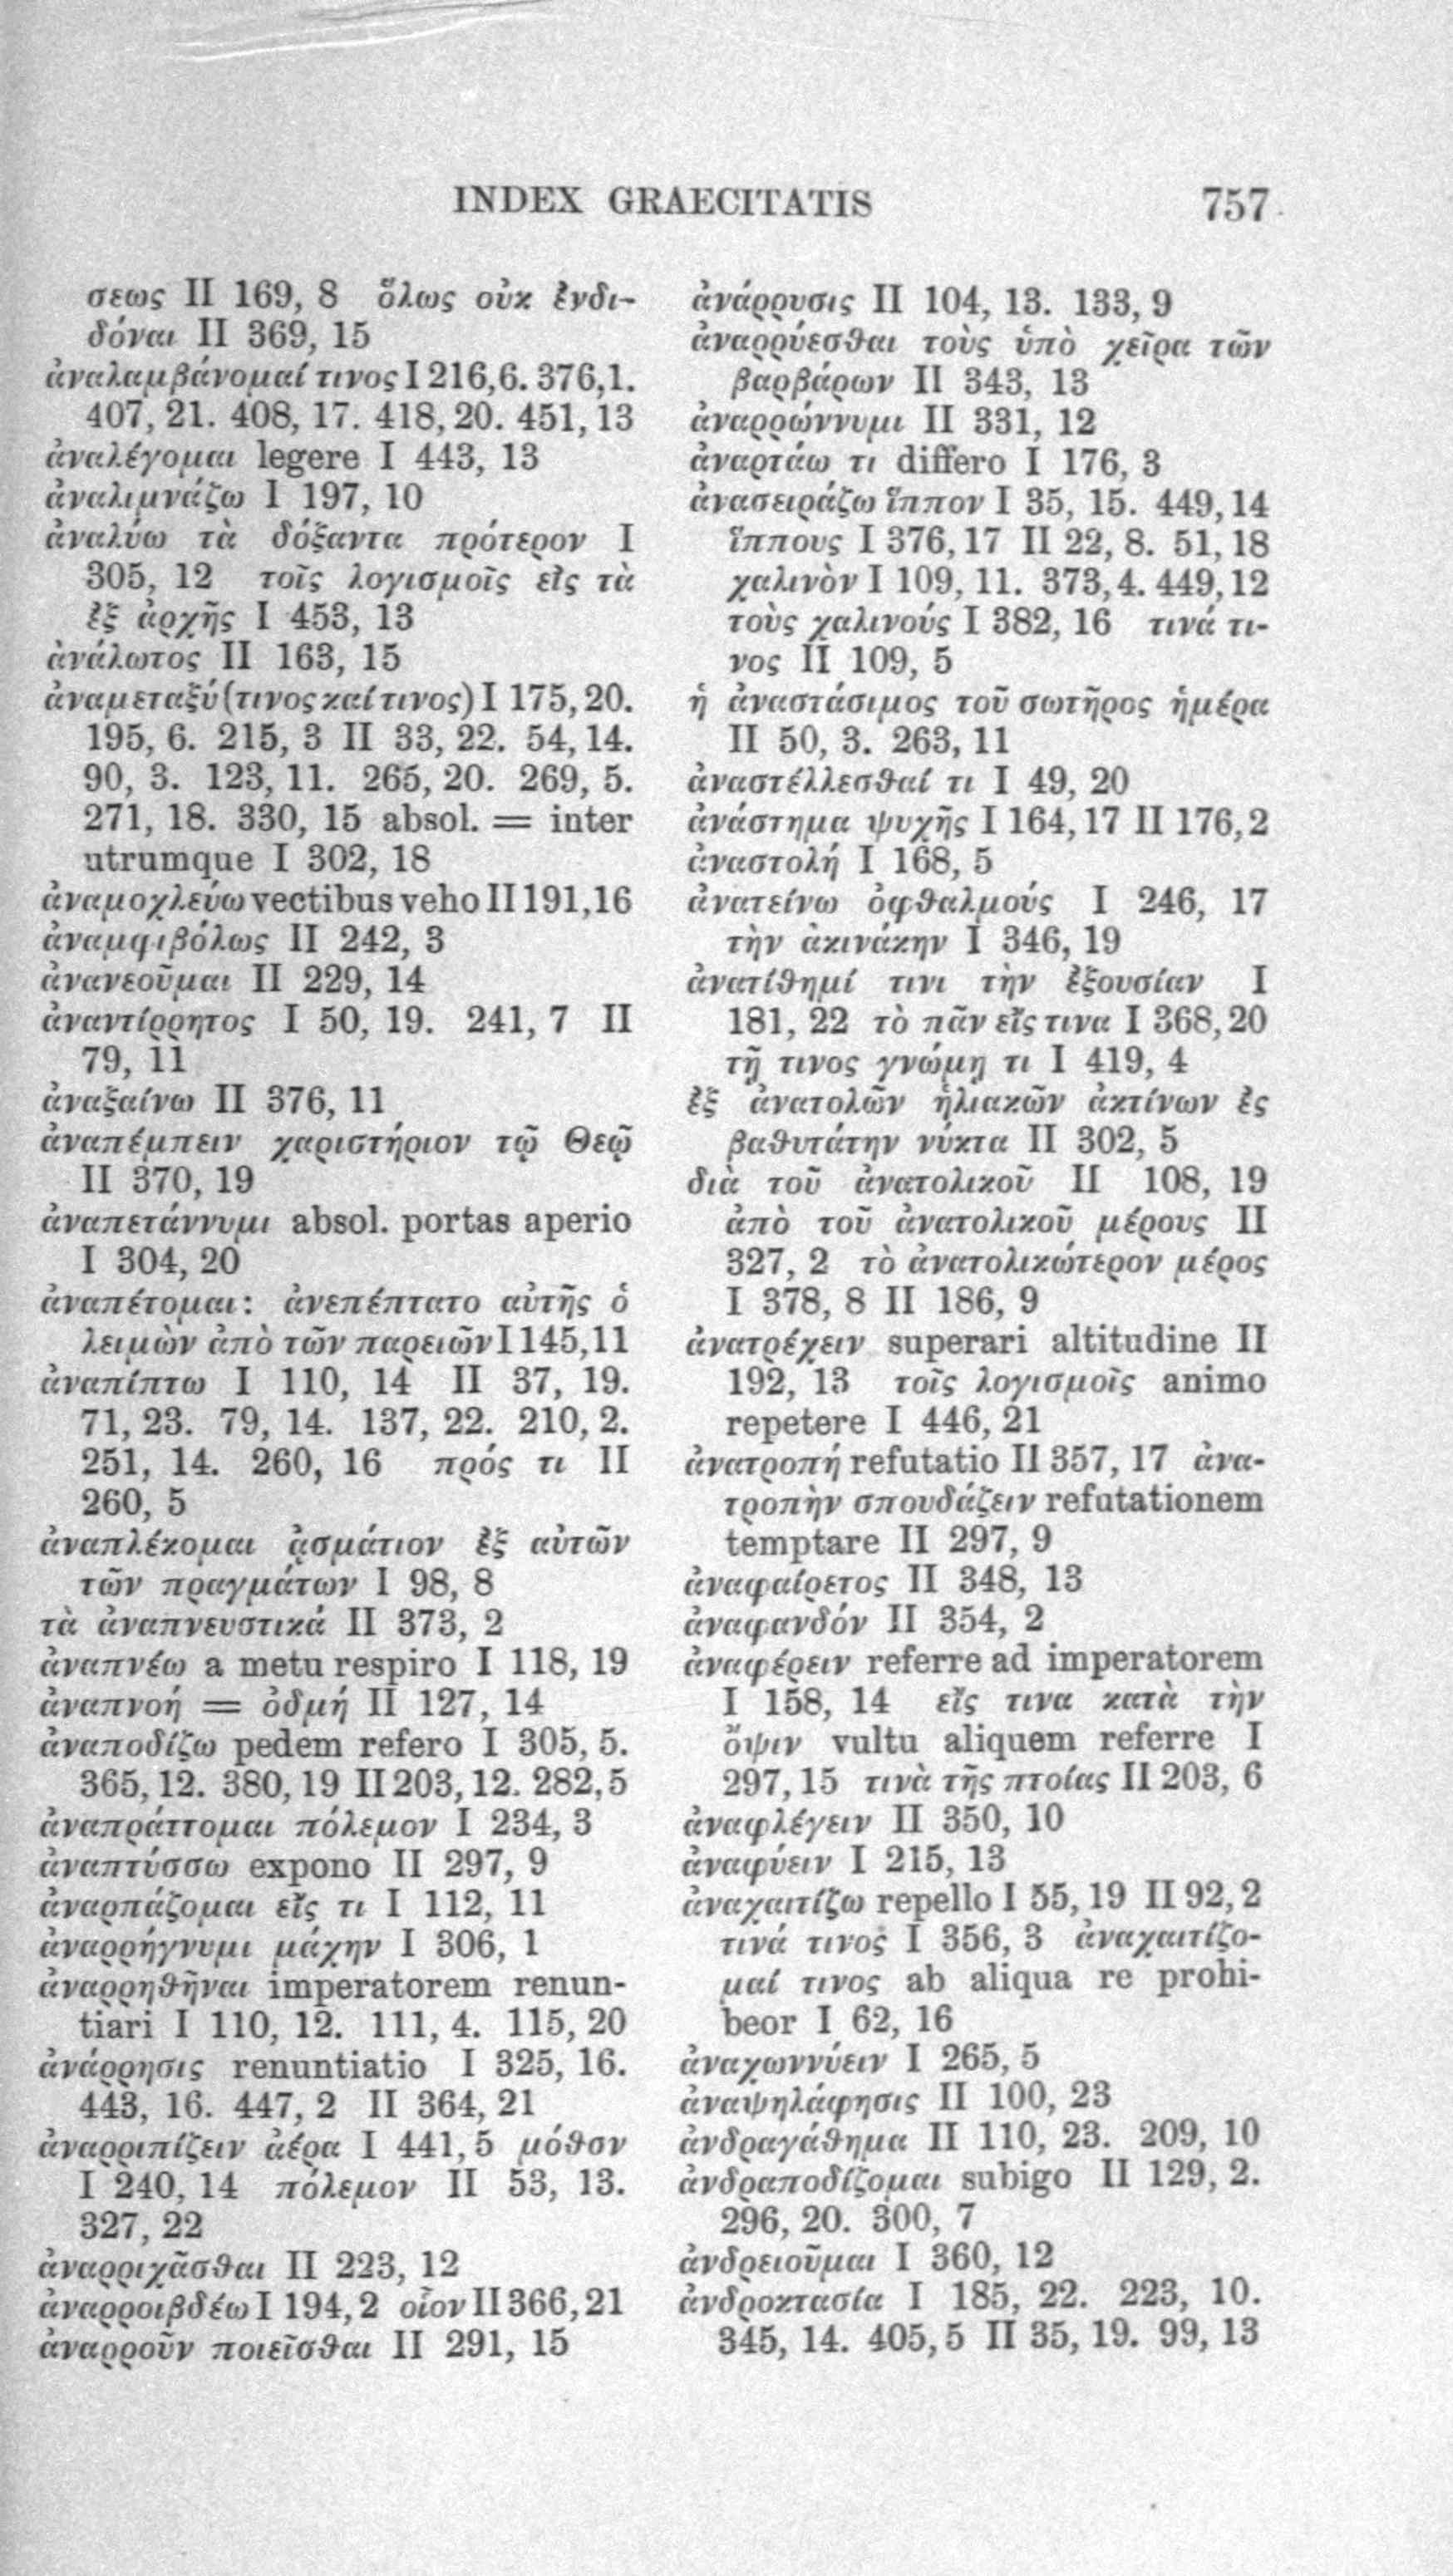 INDEX GRAECITATIS 757
σεως II 169, 8 ὅλως οὐκ ἐνδι-
δόναι II 369, 15
ἀναλαμβάνομαί τινος I 216, 6. 376, 1.
407, 21. 408, 17. 418, 20. 451, 13
ἀναλέγομαι legere I 443, 13
ἀναλιμνάζω I 197, 10
ἀναλύω τὰ δόξαντα πρότερον I
305, 12 τοῖς λογισμοῖς εἰς τὰ
ἐξ ἀρχῆς I 453, 13
ἀνάλωτος II 163, 15
ἀναμεταξύ (τινος καί τινος) I 175, 20.
195, 6. 215, 3 II 33, 22. 54, 14.
90, 3. 123, 11. 265, 20. 269, 5.
271, 18. 330, 15 absol. = inter
utrumque I 302, 18
ἀναμοχλεύω vectibus veho II 191, 16
ἀναμφιβόλως II 242, 3
ἀνανεοῦμαι II 229, 14
ἀναντίρρητος I 50, 19. 241, 7 II
79, 11
ἀναξαίνω II 376, 11
ἀναπέμπειν χαριστήριον τῷ Θεῷ
II 370, 19
ἀναπετάννυμι absol. portas aperio
I 304, 20
ἀναπέτομαι: ἀνεπέπτατο αὐτῆς ὁ
λειμὼν ἀπὸ τῶν παρειῶν I 145, 11
ἀναπίπτω I 110, 14 II 37, 19.
71, 23. 79, 14. 137, 22. 210, 2.
251, 14. 260, 16 πρός τι II
260, 5
ἀναπλέκομαι ᾀσμάτιον ἐξ αὐτῶν
τῶν πραγμάτων I 98, 8
τὰ ἀναπνευστικά II 373, 2
ἀναπνέω a metu respiro I 118, 19
ἀναπνοή = ὀδμή II 127, 14
ἀναποδίζω pedem refero I 305, 5.
365, 12. 380, 19 II 203, 12. 282, 5
ἀναπράττομαι πόλεμον I 234, 3
ἀναπτύσσω expono II 297, 9
ἀναρπάζομαι εἴς τι I 112, 11
ἀναρρήγνυμι μάχην I 306, 1
ἀναρρηθῆναι imperatorem renun-
tiari I 110, 12. 111, 4. 115, 20
ἀνάρρησις renuntiatio I 325, 16.
443, 16. 447, 2 II 364, 21
ἀναρριπίζειν ἀέρα I 441, 5 μόθον
I 240, 14 πόλεμον II 53, 13.
327, 22
ἀναρριχᾶσθαι II 223, 12
ἀναρροιβδέω I 194, 2 οἷον II 366, 21
ἀναρροῦν ποιεῖσθαι II 291, 15
ἀνάρρυσις II 104, 13. 133, 9
ἀναρρύεσθαι τοὺς ὑπὸ χεῖρα τῶν
βαρβάρων II 343, 13
ἀναρρώννυμι II 331, 12
ἀναρτάω τι differo I 176, 3
ἀνασειράζω ἵππον I 35, 15. 449, 14
ἵππους I 376, 17 II 22, 8. 51, 18
χαλινὸν I 109, 11. 373, 4. 449, 12
τοὺς χαλινούς I 382, 16 τινά τι-
νος II 109, 5
ἡ ἀναστάσιμος τοῦ σωτῆρος ἡμέρα
II 50, 3. 263, 11
ἀναστέλλεσθαί τι I 49, 20
ἀνάστημα ψυχῆς I 164, 17 II 176, 2
ἀναστολή I 168, 5
ἀνατείνω ὀφθαλμούς I 246, 17
τὴν ἀκινάκην I 346, 19
ἀνατίθημί τινι τὴν ἐξουσίαν I
181, 22 τὸ πᾶν εἴς τινα I 368, 20
τῇ τινος γνώμῃ τι I 419, 4
ἐξ ἀνατολῶν ἡλιακῶν ἀκτίνων ἐς
βαθυτάτην νύκτα II 302, 5
διὰ τοῦ ἀνατολικοῦ II 108, 19
ἀπὸ τοῦ ἀνατολικοῦ μέρους II
327, 2 τὸ ἀνατολικώτερον μέρος
I 378, 8 II 186, 9
ἀνατρέχειν superari altitudine II
192, 13 τοῖς λογισμοῖς animo
repetere I 446, 21
ἀνατροπή refutatio II 357, 17 ἀνα-
τροπὴν σπουδάζειν refutationem
temptare II 297, 9
ἀναφαίρετος II 348, 13
ἀναφανδόν II 354, 2
ἀναφέρειν referre ad imperatorem
I 158, 14 εἴς τινα κατὰ τὴν
ὄψιν vultu aliquem referre I
297, 15 τινὰ τῆς πτοίας II 203, 6
ἀναφλέγειν II 350, 10
ἀναφύειν I 215, 13
ἀναχαιτίζω repello I 55, 19 II 92, 2
τινά τινος I 356, 3 ἀναχαιτίζο-
μαί τινος ab aliqua re prohi-
beor I 62, 16
ἀναχωννύειν I 265, 5
ἀναψηλάφησις II 100, 23
ἀνδραγάθημα II 110, 23. 209, 10
ἀνδραποδίζομαι subigo II 129, 2.
296, 20. 300, 7
ἀνδρειοῦμαι I 360, 12
ἀνδροκτασία I 185, 22. 223, 10.
345, 14. 405, 5 II 35, 19. 99, 13